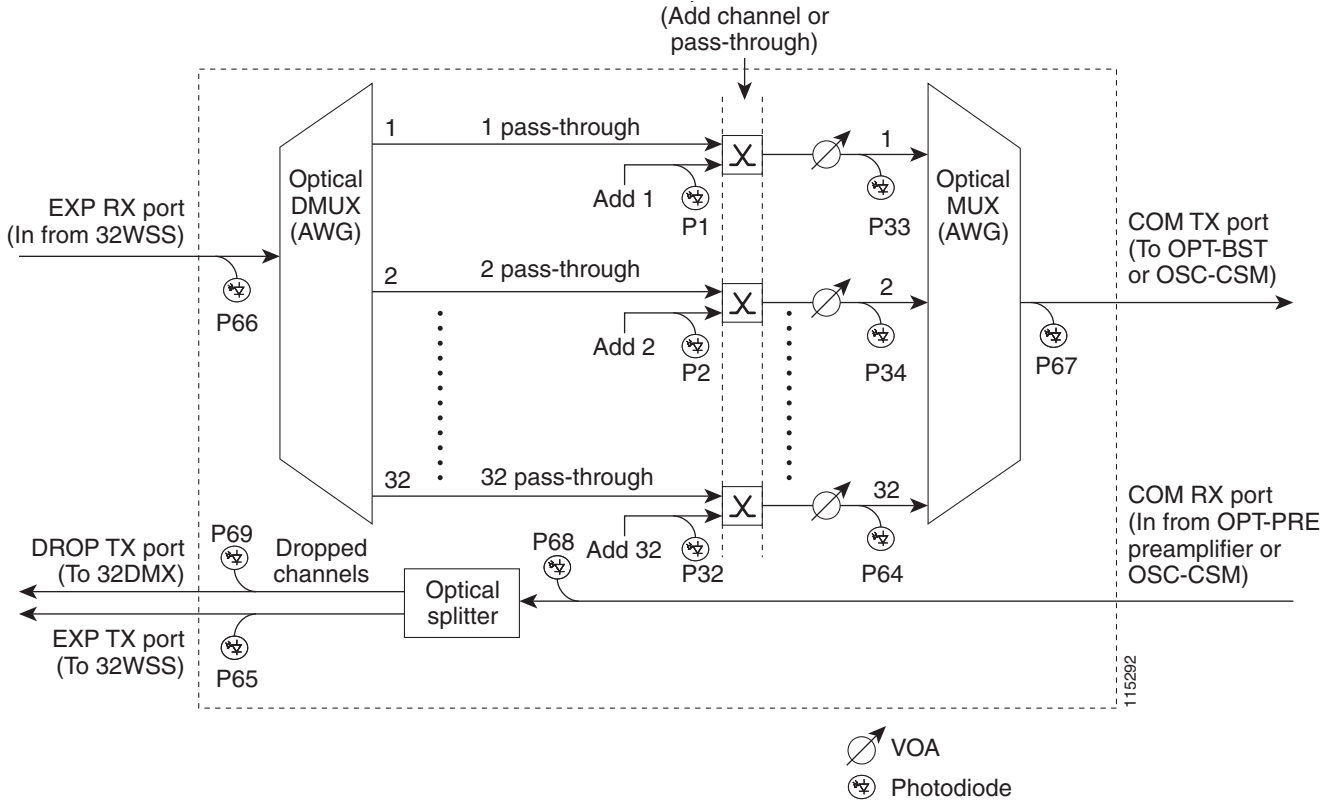 (Add channel or
pass-through)
1
1 pass-through
1
Optical
DMUX
(AWG)
Optical
MUX
(AWG)
Add 1
P1
P33
EXP RX port
(In from 32WSS)
COM TX port
(To OPT-BST
or OSC-CSM)
2
2 pass-through
2
P66
Add 2
P2
P34
P67
32
32 pass-through
32
COM RX port
(In from OPT-PRE
preamplifier or
OSC-CSM)
P69
P68
Add 32
P32
P64
DROP TX port
(To 32DMX)
Dropped
channels
Optical
splitter
EXP TX port
(To 32WSS)
P65
115292
VOA
Photodiode